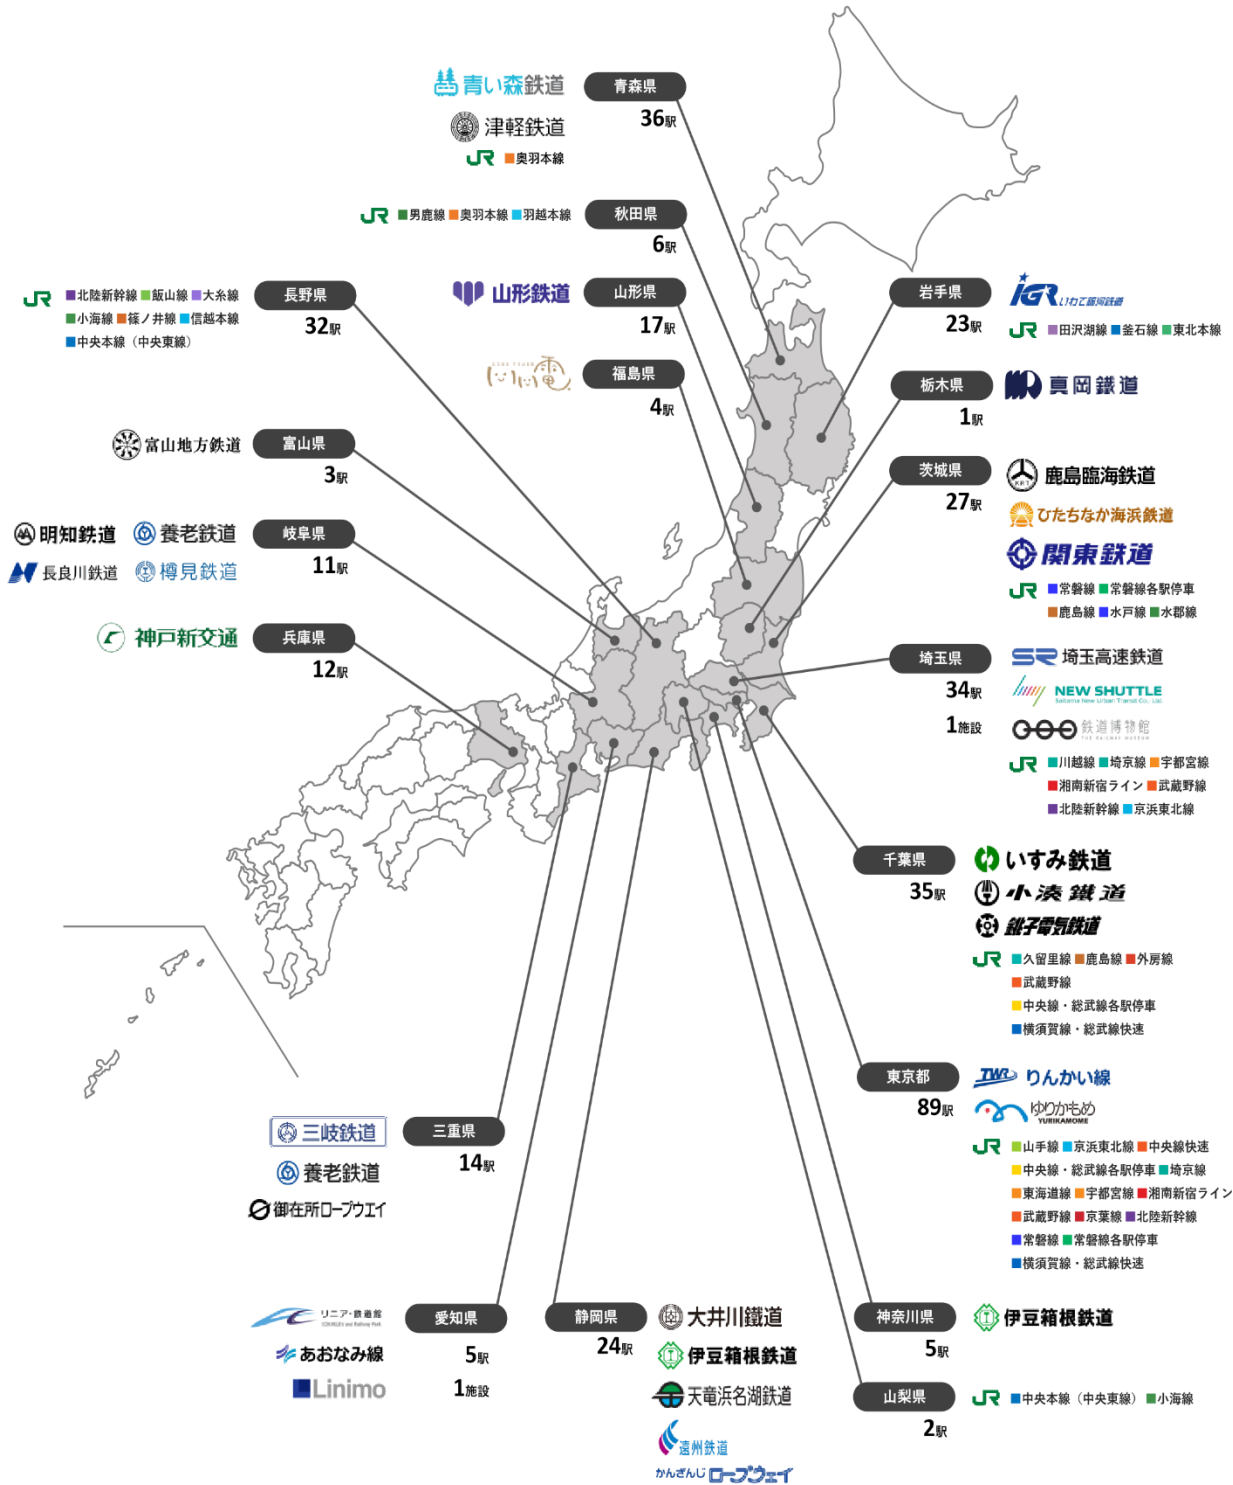 青い森鉄道
青森県
36駅
津軽鉄道
JR ■奥羽本線
JR ■男鹿線 ■奥羽本線 ■羽越本線
秋田県
6駅
JR ■北陸新幹線 ■飯山線 ■大糸線
■小海線 ■篠ノ井線 ■信越本線
■中央本線（中央東線）
長野県
32駅
山形鉄道
山形県
17駅
岩手県
23駅
IGR いわて銀河鉄道
JR ■田沢湖線 ■釜石線 ■東北本線
福島県
4駅
栃木県
1駅
真岡鐵道
富山地方鉄道
富山県
3駅
茨城県
27駅
KRT 鹿島臨海鉄道
ひたちなか海浜鉄道
関東鉄道
JR ■常磐線 ■常磐線各駅停車
■鹿島線 ■水戸線 ■水郡線
明知鉄道 養老鉄道
長良川鉄道 樽見鉄道
岐阜県
11駅
神戸新交通
兵庫県
12駅
埼玉県
34駅
1施設
SR 埼玉高速鉄道
NEW SHUTTLE
Saitama New Urban Transit Co., Ltd.
鉄道博物館
THE RAILWAY MUSEUM
JR ■川越線 ■埼京線 ■宇都宮線
■湘南新宿ライン ■武蔵野線
■北陸新幹線 ■京浜東北線
千葉県
35駅
いすみ鉄道
小湊鐵道
銚子電気鉄道
JR ■久留里線 ■鹿島線 ■外房線
■武蔵野線
■中央線・総武線各駅停車
■横須賀線・総武線快速
東京都
89駅
TWR りんかい線
ゆりかもめ
YURIKAMOME
JR ■山手線 ■京浜東北線 ■中央線快速
■中央線・総武線各駅停車 ■埼京線
■東海道線 ■宇都宮線 ■湘南新宿ライン
■武蔵野線 ■京葉線 ■北陸新幹線
■常磐線 ■常磐線各駅停車
■横須賀線・総武線快速
三岐鉄道
養老鉄道
御在所ロープウエイ
三重県
14駅
リニア・鉄道館
あおなみ線
Linimo
愛知県
5駅
1施設
静岡県
24駅
大井川鐵道
伊豆箱根鉄道
天竜浜名湖鉄道
遠州鉄道
かんざんじ ロープウェイ
神奈川県
5駅
伊豆箱根鉄道
山梨県
2駅
JR ■中央本線（中央東線） ■小海線